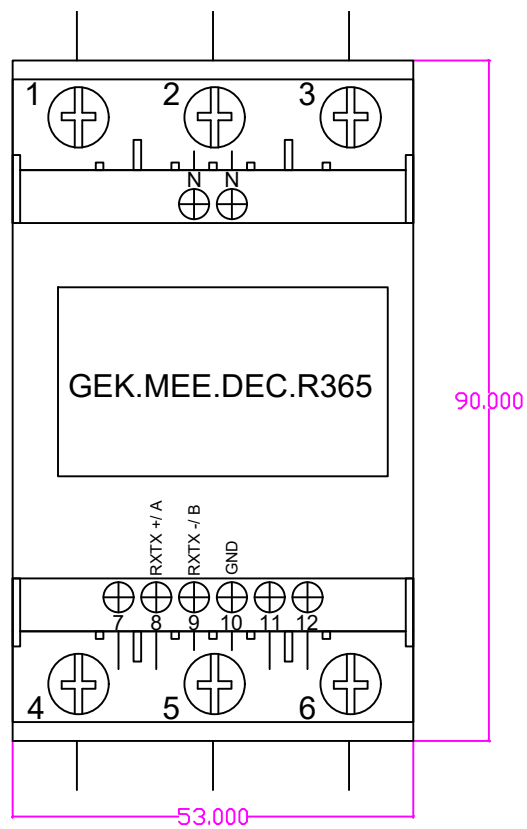 1 2 3
N N
GEK.MEE.DEC.R365
90.000
RXTX +/ A
RXTX -/ B
GND
7 8 9 10 11 12
4 5 6
53.000